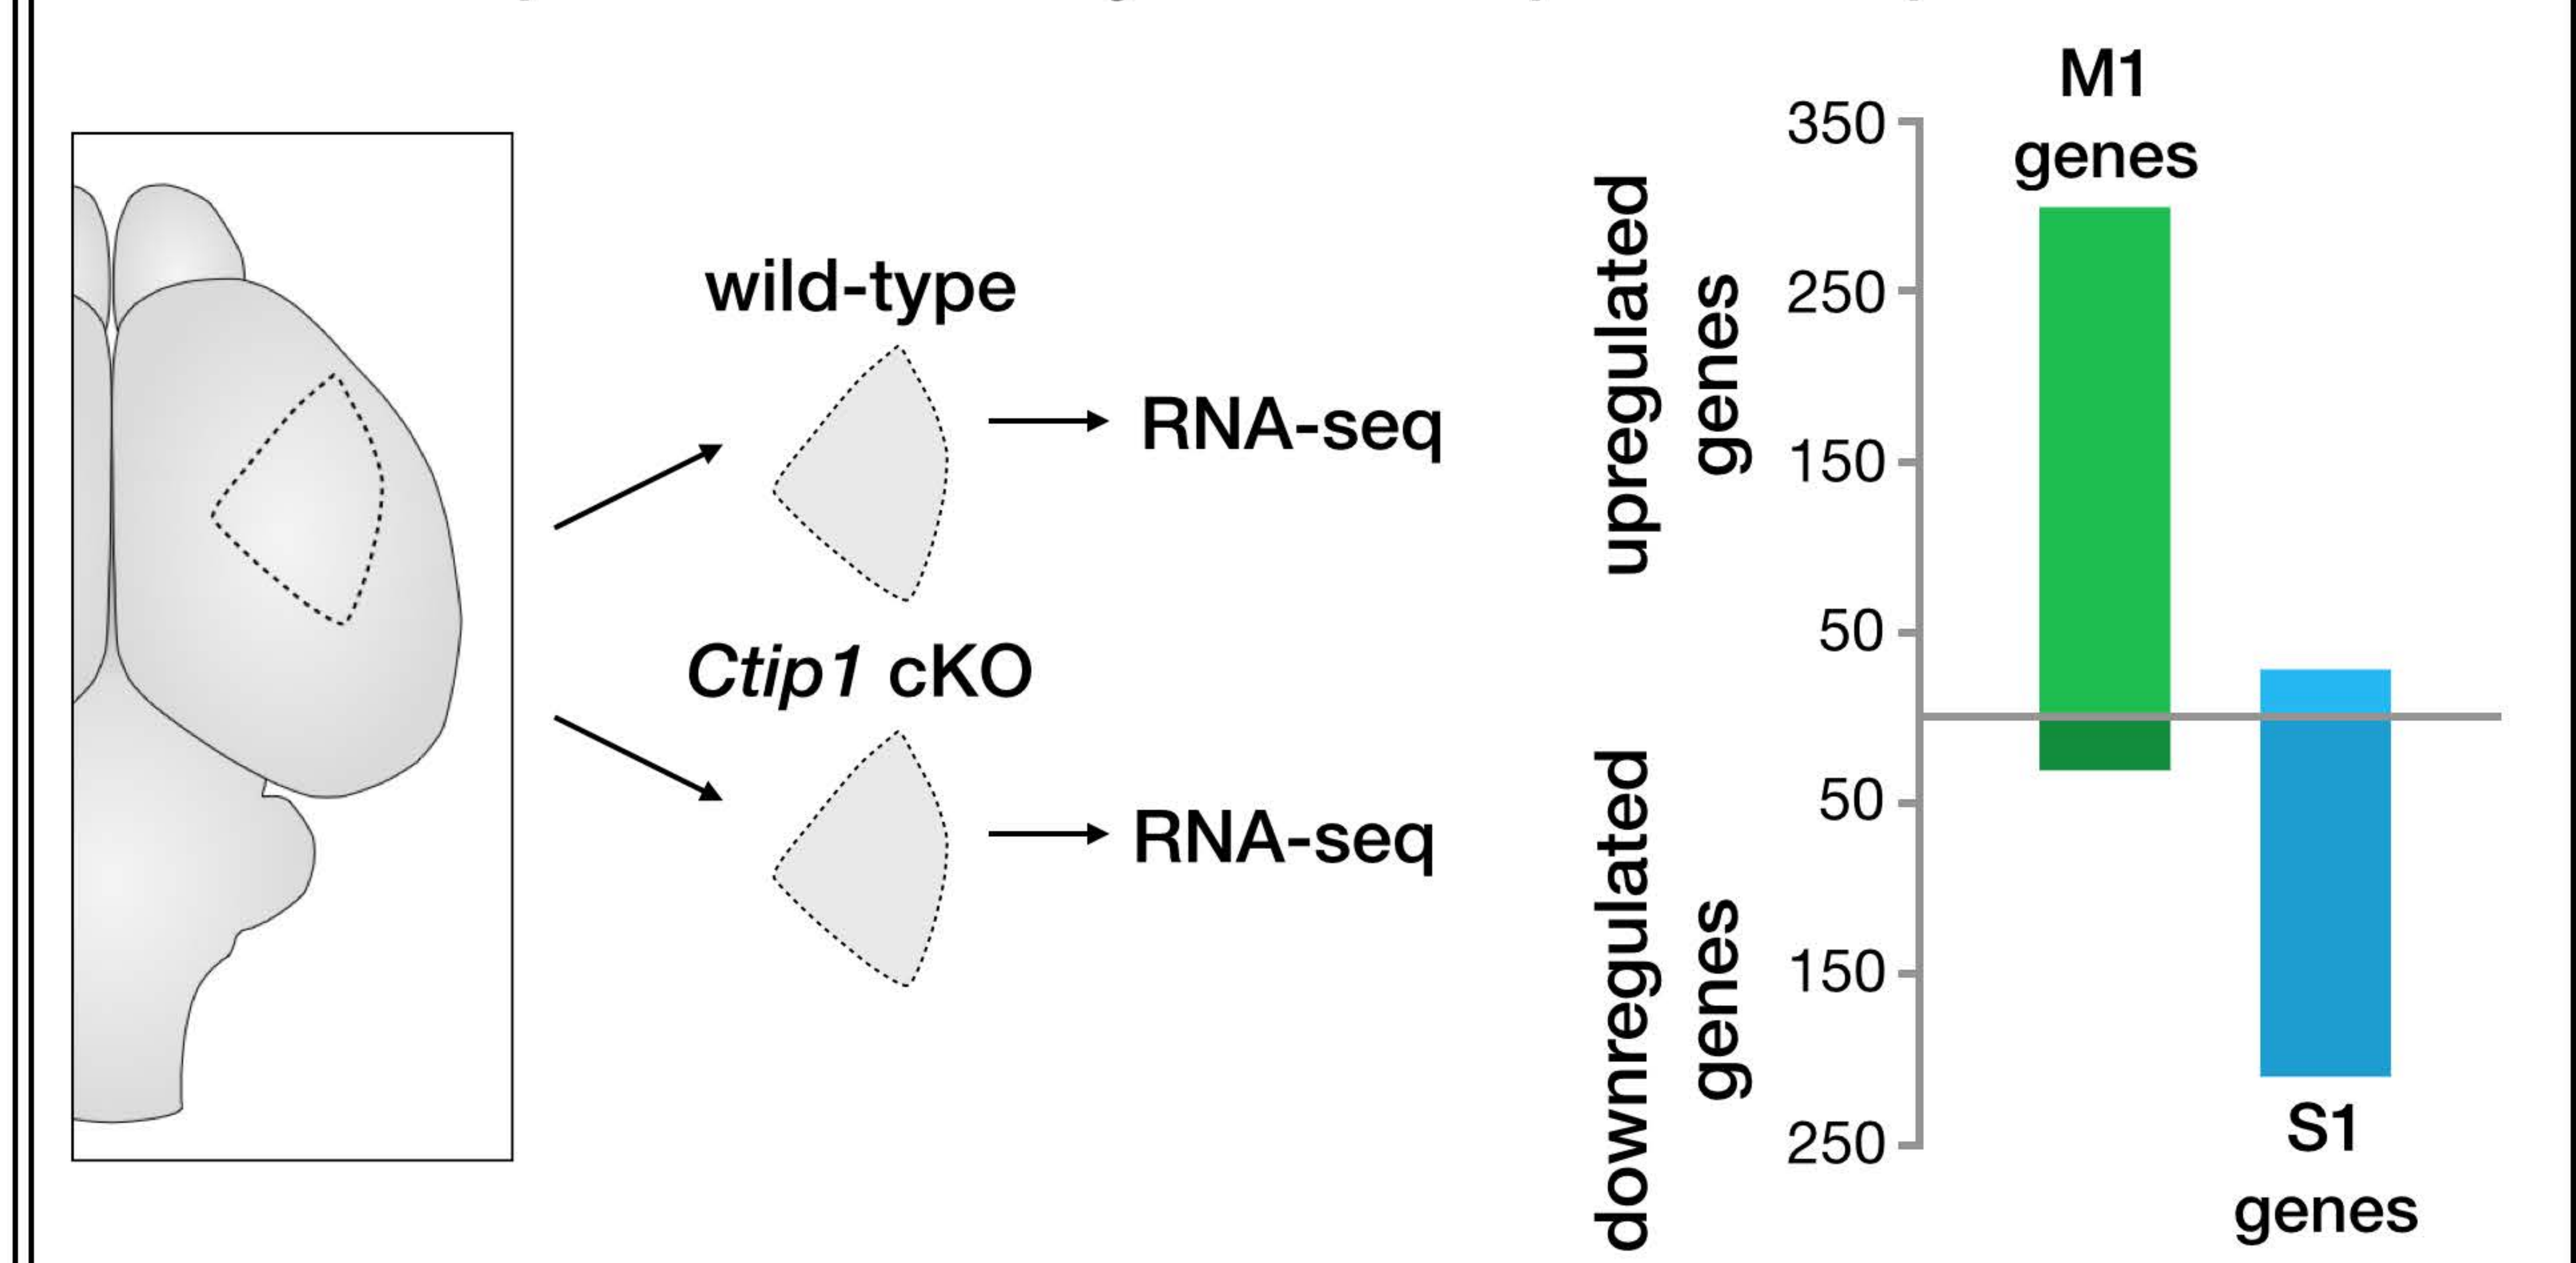 wild-type
RNA-seq
Ctip1 cKO
RNA-seq
upregulated
genes
downregulated
genes
350
250
150
50
50
150
250
M1
genes
S1
genes